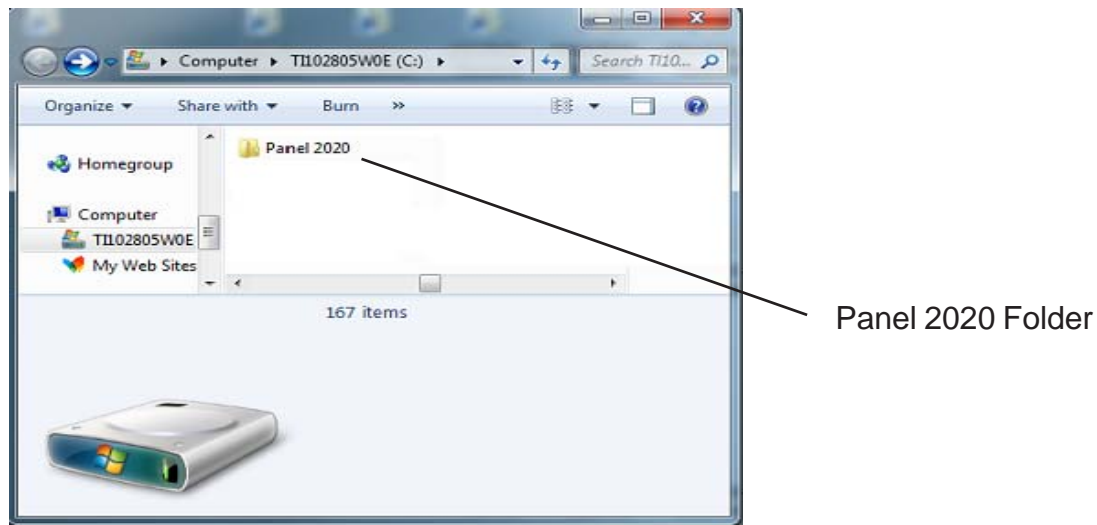 Computer TI102805W0E (C:)
Search TI10...
Organize Share with Burn »
Homegroup
Panel 2020
Computer
TI102805W0E
My Web Sites
167 items
Panel 2020 Folder